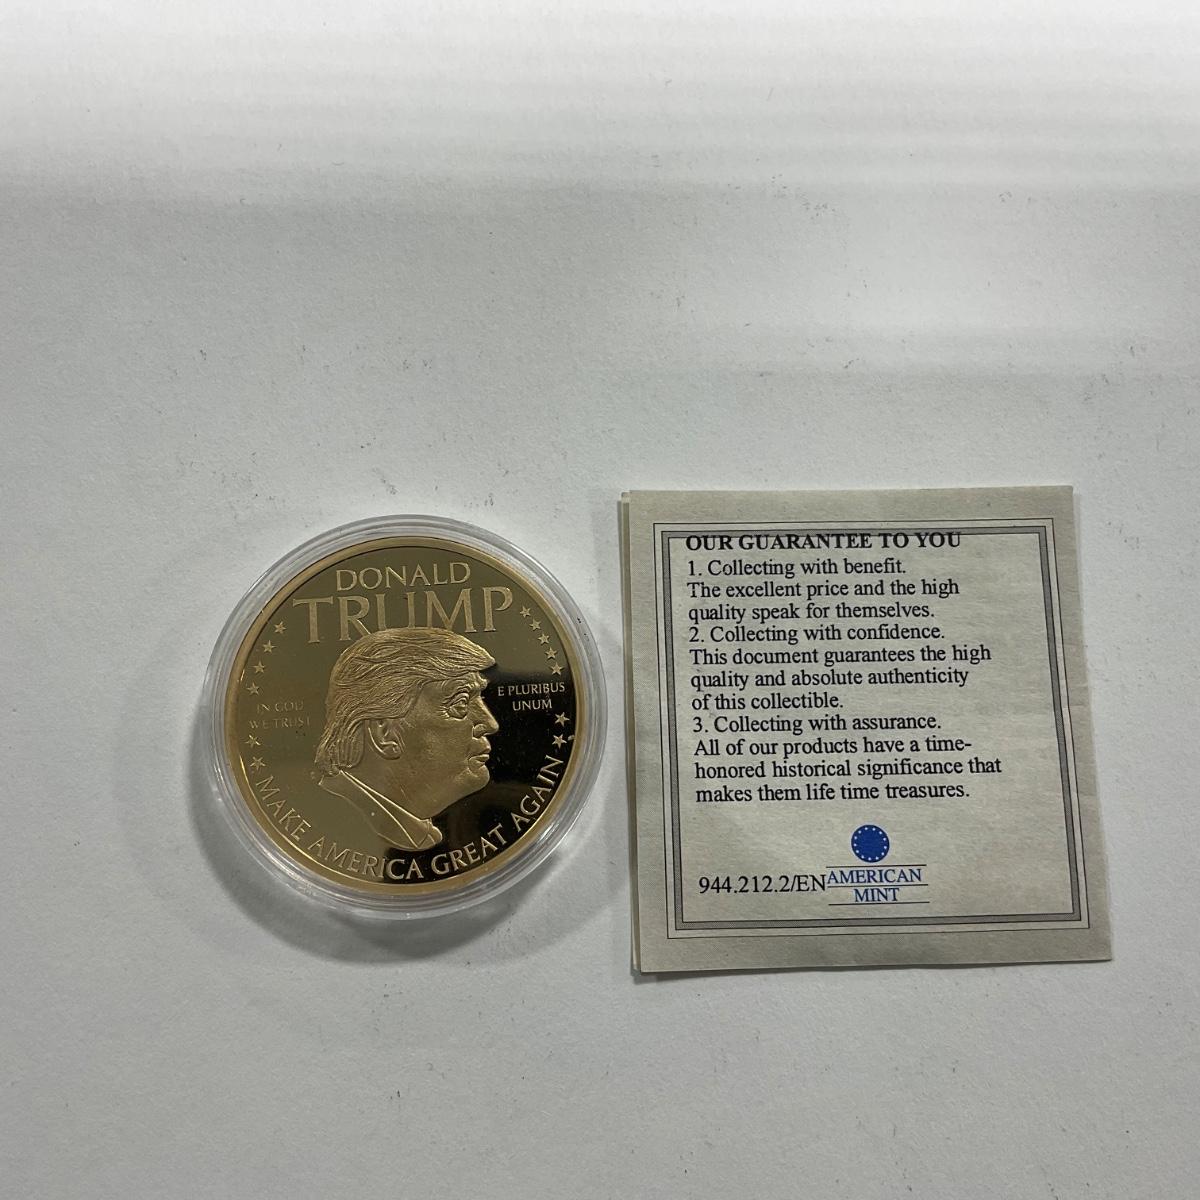 DONALD
TRUMP
IN GOD
WE TRUST
E PLURIBUS
UNUM
MAKE AMERICA GREAT AGAIN
OUR GUARANTEE TO YOU
1. Collecting with benefit.
The excellent price and the high
quality speak for themselves.
2. Collecting with confidence.
This document guarantees the high
quality and absolute authenticity
of this collectible.
3. Collecting with assurance.
All of our products have a time-
honored historical significance that
makes them life time treasures.
944.212.2/EN
AMERICAN
MINT